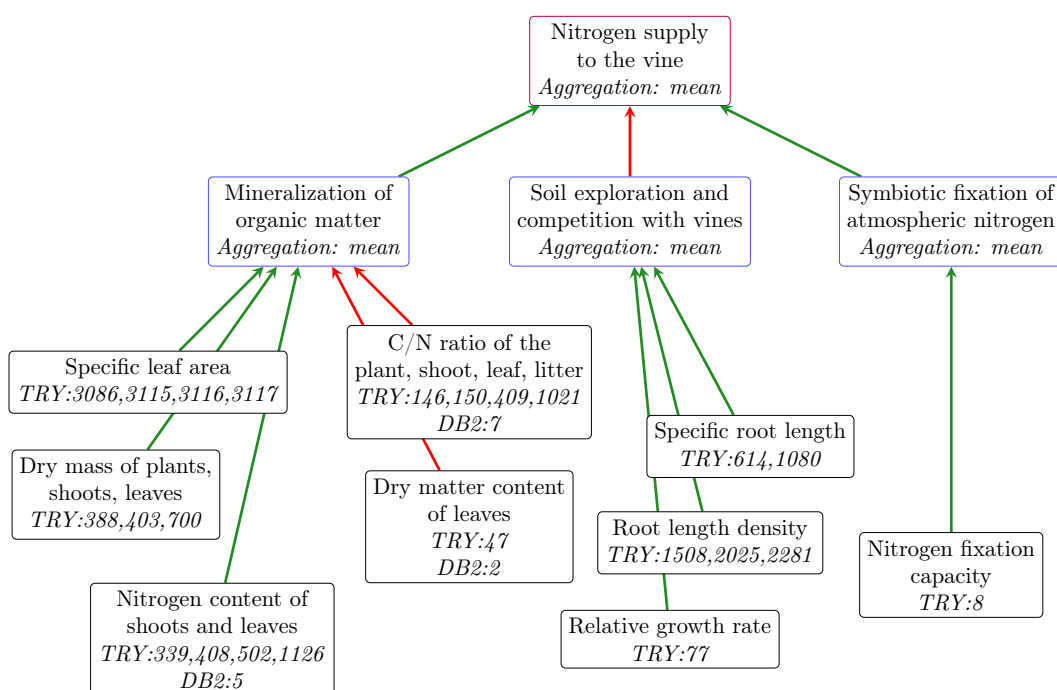 Nitrogen supply
to the vine
Aggregation: mean
Mineralization of
organic matter
Aggregation: mean
Soil exploration and
competition with vines
Aggregation: mean
Symbiotic fixation of
atmospheric nitrogen
Aggregation: mean
Specific leaf area
TRY:3086,3115,3116,3117
C/N ratio of the
plant, shoot, leaf, litter
TRY:146,150,409,1021
DB2:7
Specific root length
TRY:614,1080
Dry mass of plants,
shoots, leaves
TRY:388,403,700
Dry matter content
of leaves
TRY:47
DB2:2
Root length density
TRY:1508,2025,2281
Nitrogen fixation
capacity
TRY:8
Nitrogen content of
shoots and leaves
TRY:339,408,502,1126
DB2:5
Relative growth rate
TRY:77